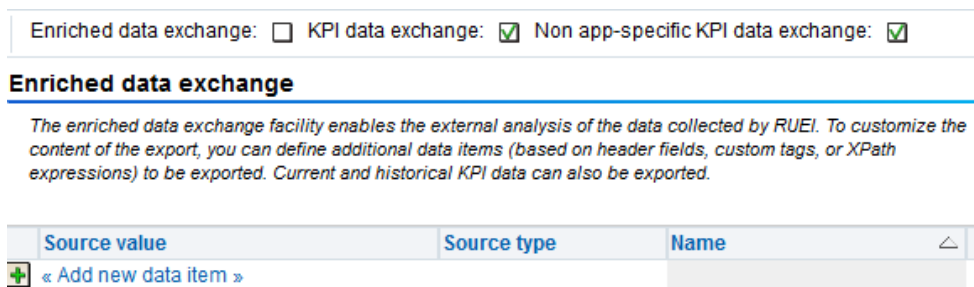 Enriched data exchange: KPI data exchange: Non app-specific KPI data exchange:
Enriched data exchange
The enriched data exchange facility enables the external analysis of the data collected by RUEI. To customize the
content of the export, you can define additional data items (based on header fields, custom tags, or XPath
expressions) to be exported. Current and historical KPI data can also be exported.
Source value Source type Name
« Add new data item »